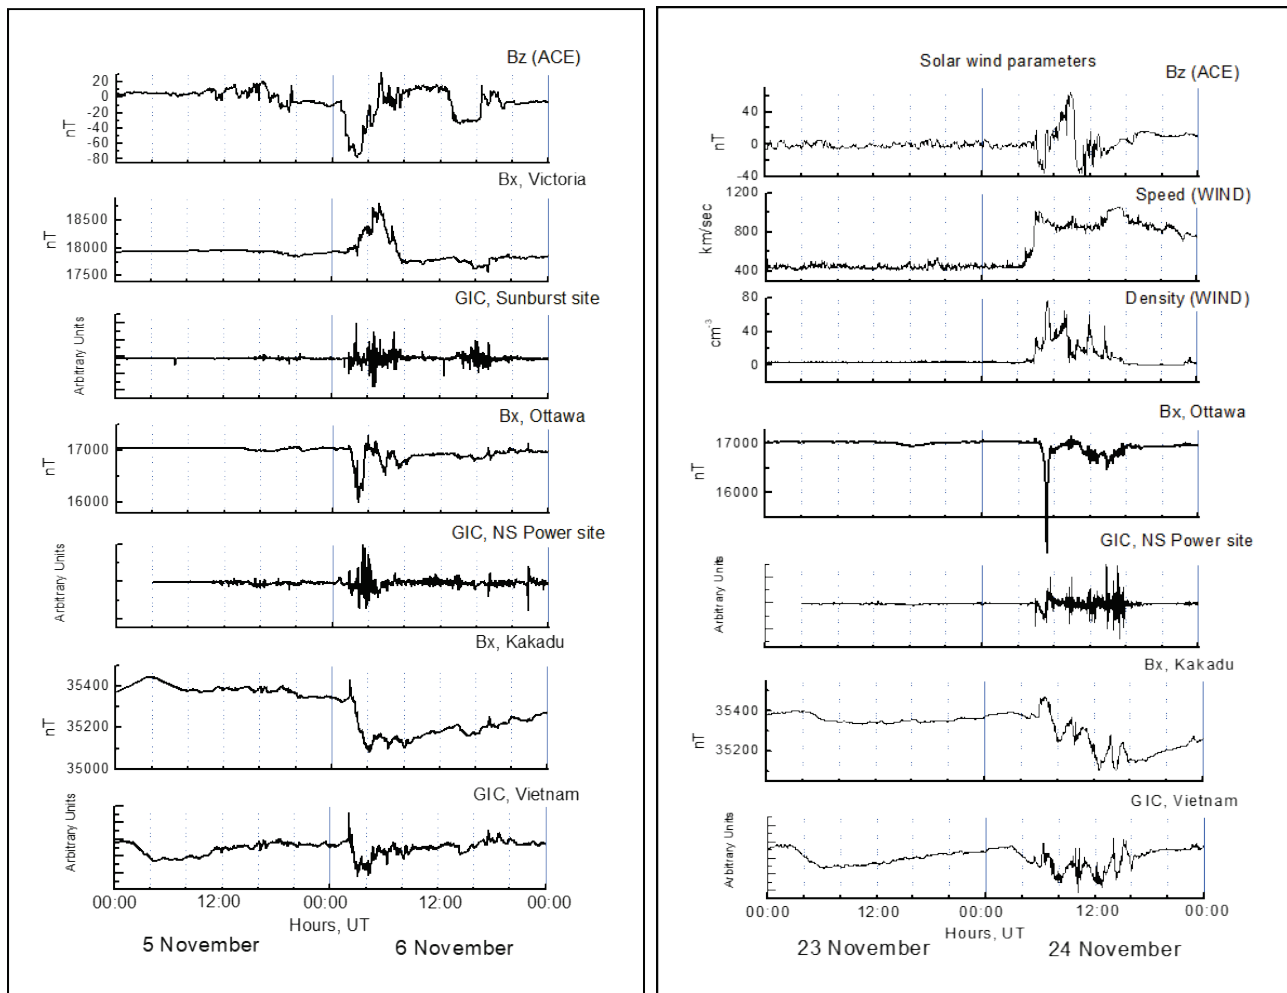 Bz (ACE)
20
0
-20
-40
-60
-80
nT
Bx, Victoria
18500
18000
17500
nT
GIC, Sunburst site
Arbitrary Units
Bx, Ottawa
17000
16000
nT
GIC, NS Power site
Arbitrary Units
Bx, Kakadu
35400
35200
35000
nT
GIC, Vietnam
Arbitrary Units
00:00 12:00 00:00 12:00 00:00
Hours, UT
5 November 6 November
Solar wind parameters
Bz (ACE)
40
0
-40
nT
Speed (WIND)
1200
800
400
km/sec
Density (WIND)
80
40
0
cm-3
Bx, Ottawa
17000
16000
nT
GIC, NS Power site
Arbitrary Units
Bx, Kakadu
35400
35200
nT
GIC, Vietnam
Arbitrary Units
00:00 12:00 00:00 12:00 00:00
Hours, UT
23 November 24 November